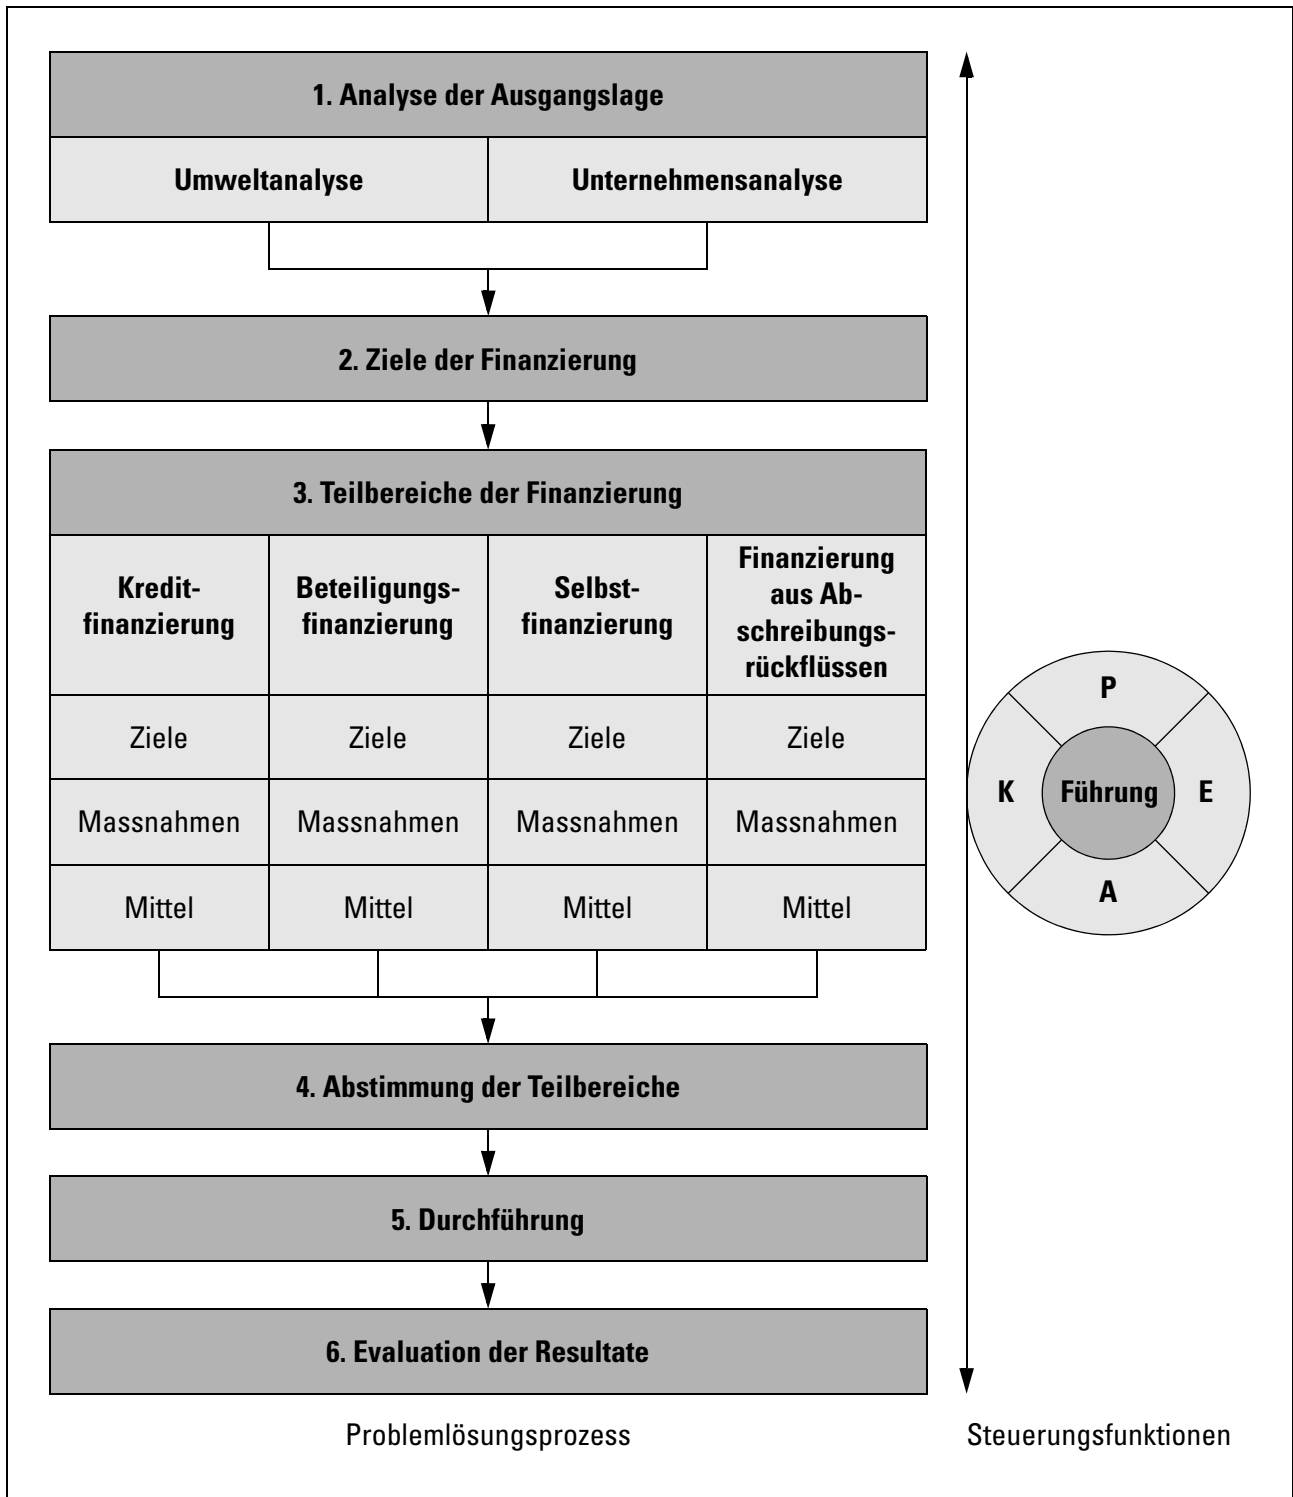 1. Analyse der Ausgangslage
Umweltanalyse
Unternehmensanalyse
2. Ziele der Finanzierung
3. Teilbereiche der Finanzierung
Kredit-
finanzierung
Beteiligungs-
finanzierung
Selbst-
finanzierung
Finanzierung
aus Ab-
schreibungs-
rückflüssen
Ziele
Ziele
Ziele
Ziele
Massnahmen
Massnahmen
Massnahmen
Massnahmen
Mittel
Mittel
Mittel
Mittel
4. Abstimmung der Teilbereiche
5. Durchführung
6. Evaluation der Resultate
Problemlösungsprozess
P
K
Führung
E
A
Steuerungsfunktionen